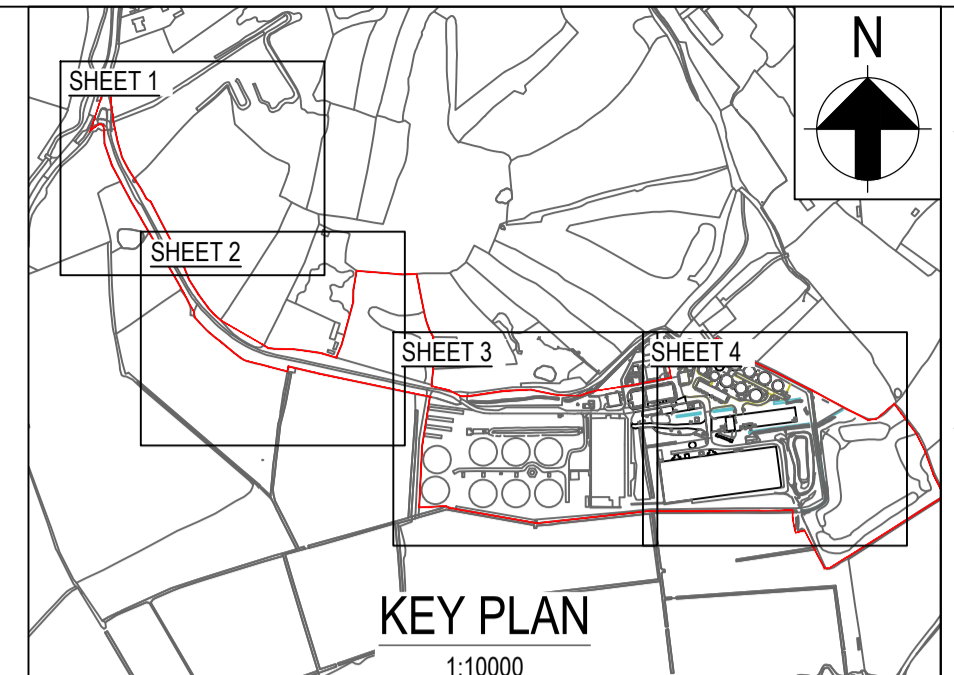 SHEET 1
N
SHEET 2
SHEET 3
SHEET 4
KEY PLAN
1:10000